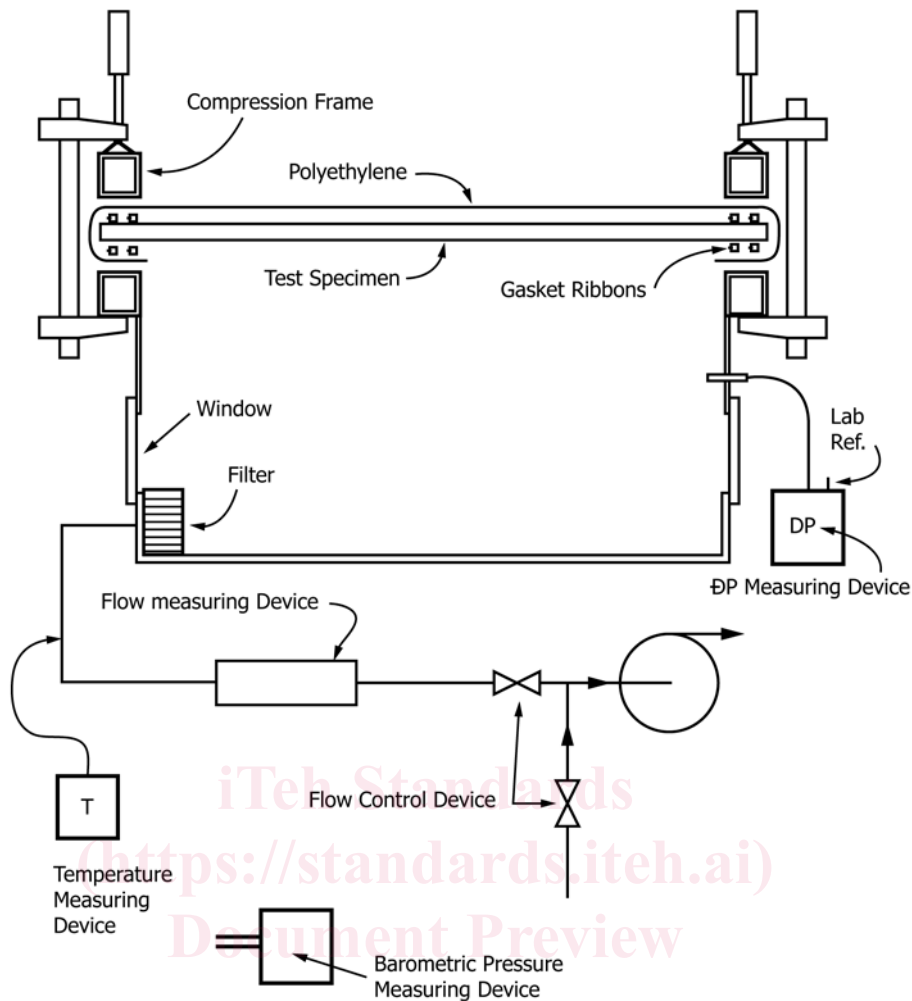 Compression Frame
Polyethylene
Test Specimen
Gasket Ribbons
Window
Filter
Lab
Ref.
DP
ÐP Measuring Device
Flow measuring Device
T
Flow Control Device
Temperature
Measuring
Device
Barometric Pressure
Measuring Device
iTeh Standards
(https://standards.iteh.ai)
Document Preview